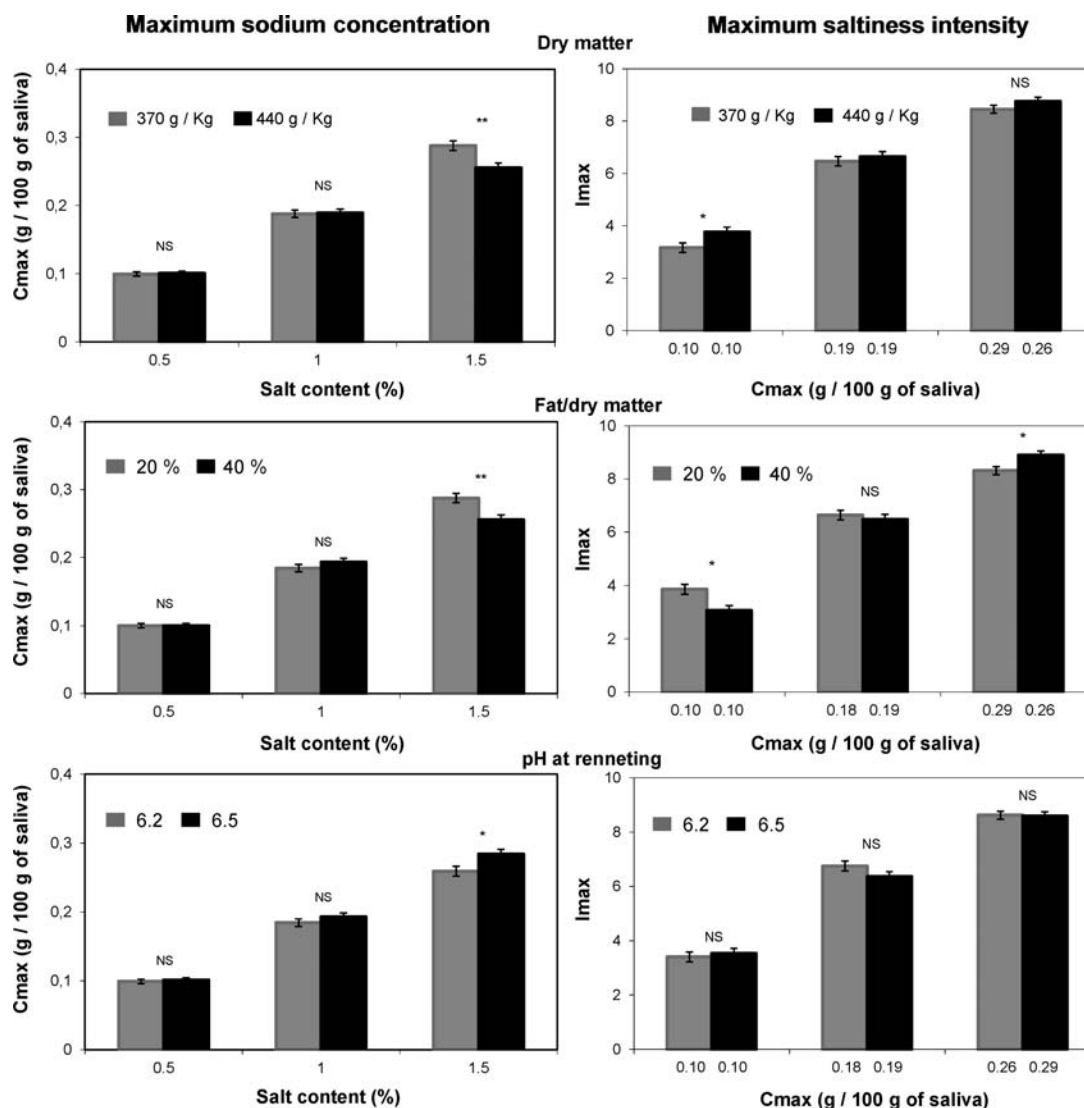 Maximum sodium concentration
Maximum saltiness intensity
Dry matter
0,4
0,3
0,2
0,1
0
Cmax (g / 100 g of saliva)
370 g / Kg 440 g / Kg
NS
NS
**
0.5 1 1.5
Salt content (%)
10
8
6
4
2
0
Imax
370 g / Kg 440 g / Kg
*
NS
0.10 0.10 0.19 0.19 0.29 0.26
Cmax (g / 100 g of saliva)
Fat/dry matter
0,4
0,3
0,2
0,1
0
Cmax (g / 100 g of saliva)
20 % 40 %
NS
NS
**
0.5 1 1.5
Salt content (%)
10
8
6
4
2
0
Imax
20 % 40 %
*
NS
*
0.10 0.10 0.18 0.19 0.29 0.26
Cmax (g / 100 g of saliva)
pH at renneting
0,4
0,3
0,2
0,1
0
Cmax (g / 100 g of saliva)
6.2 6.5
NS
NS
*
0.5 1 1.5
Salt content (%)
10
8
6
4
2
0
Imax
6.2 6.5
NS
NS
NS
0.10 0.10 0.18 0.19 0.26 0.29
Cmax (g / 100 g of saliva)